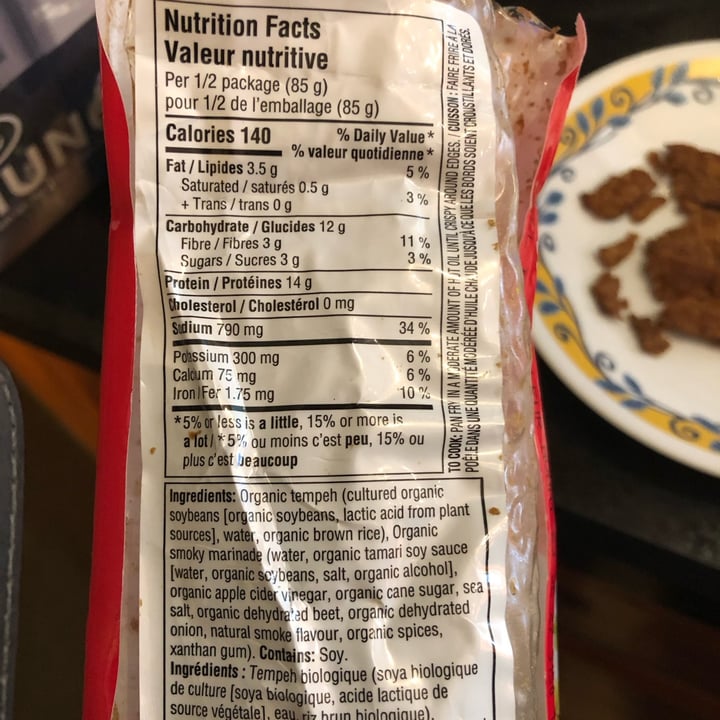 Nutrition Facts
Valeur nutritive
Per 1/2 package (85 g)
pour 1/2 de l'emballage (85 g)
Calories 140 % Daily Value*
% valeur quotidienne*
Fat / Lipides 3.5 g 5 %
Saturated / saturés 0.5 g
+ Trans / trans 0 g 3 %
Carbohydrate / Glucides 12 g
Fibre / Fibres 3 g 11 %
Sugars / Sucres 3 g 3 %
Protein / Protéines 14 g
Cholesterol / Cholestérol 0 mg
Sodium 790 mg 34 %
Potassium 300 mg 6 %
Calcium 75 mg 6 %
Iron / Fer 1.75 mg 10 %
*5% or less is a little, 15% or more is
a lot / *5% ou moins c'est peu, 15% ou
plus c'est beaucoup
TO COOK: PAN FRY IN A MODERATE AMOUNT OF HOT OIL UNTIL CRISPY AROUND EDGES. / CUISSON : FAIRE FRIRE À LA
POÊLE DANS UNE QUANTITÉ MODÉRÉE D'HUILE CHAUDE JUSQU'À CE QUE LES BORDS SOIENT CROUSTILLANTS ET DORÉS.
Ingredients: Organic tempeh (cultured organic
soybeans [organic soybeans, lactic acid from plant
sources], water, organic brown rice), Organic
smoky marinade (water, organic tamari soy sauce
[water, organic soybeans, salt, organic alcohol],
organic apple cider vinegar, organic cane sugar, sea
salt, organic dehydrated beet, organic dehydrated
onion, natural smoke flavour, organic spices,
xanthan gum). Contains: Soy.
Ingrédients : Tempeh biologique (soya biologique
de culture [soya biologique, acide lactique de
source végétale], eau, riz brun biologique),